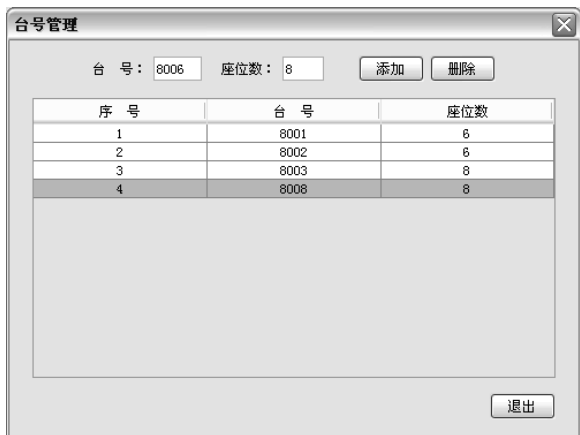 台号管理
台 号： 8006 座位数： 8 添加 删除
序 号 台 号 座位数
1 8001 6
2 8002 6
3 8003 8
4 8008 8
退出